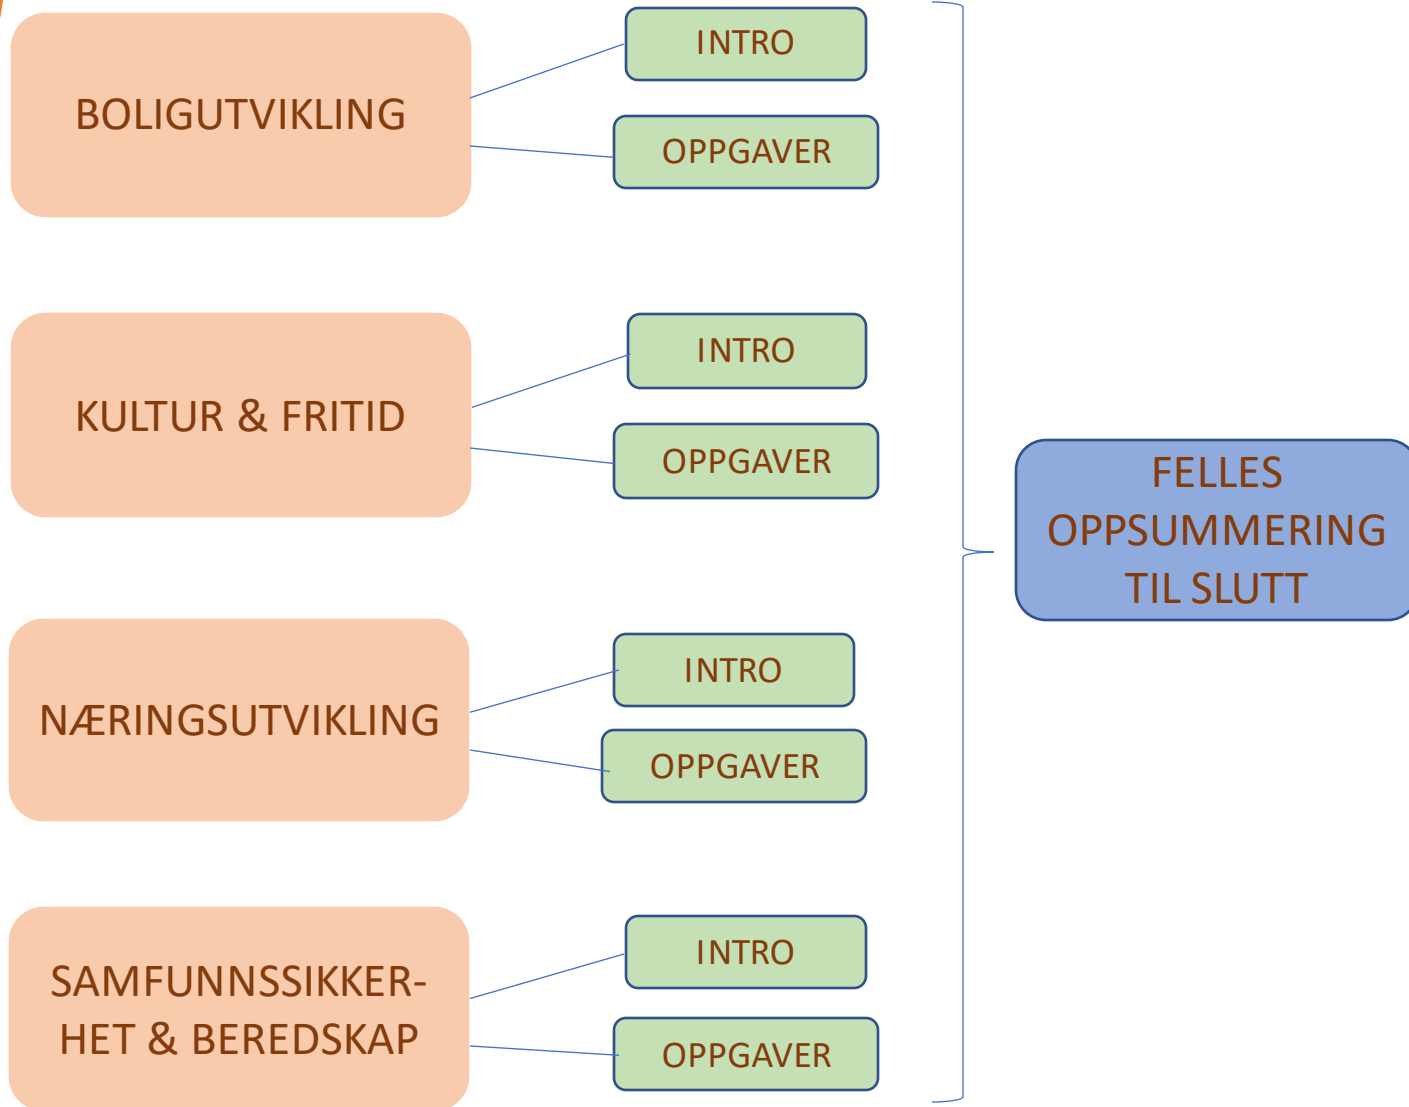 BOLIGUTVIKLING
INTRO
OPPGAVER
KULTUR & FRITID
INTRO
OPPGAVER
NÆRINGSUTVIKLING
INTRO
OPPGAVER
SAMFUNNSSIKKER-
HET & BEREDSKAP
INTRO
OPPGAVER
FELLES
OPPSUMMERING
TIL SLUTT